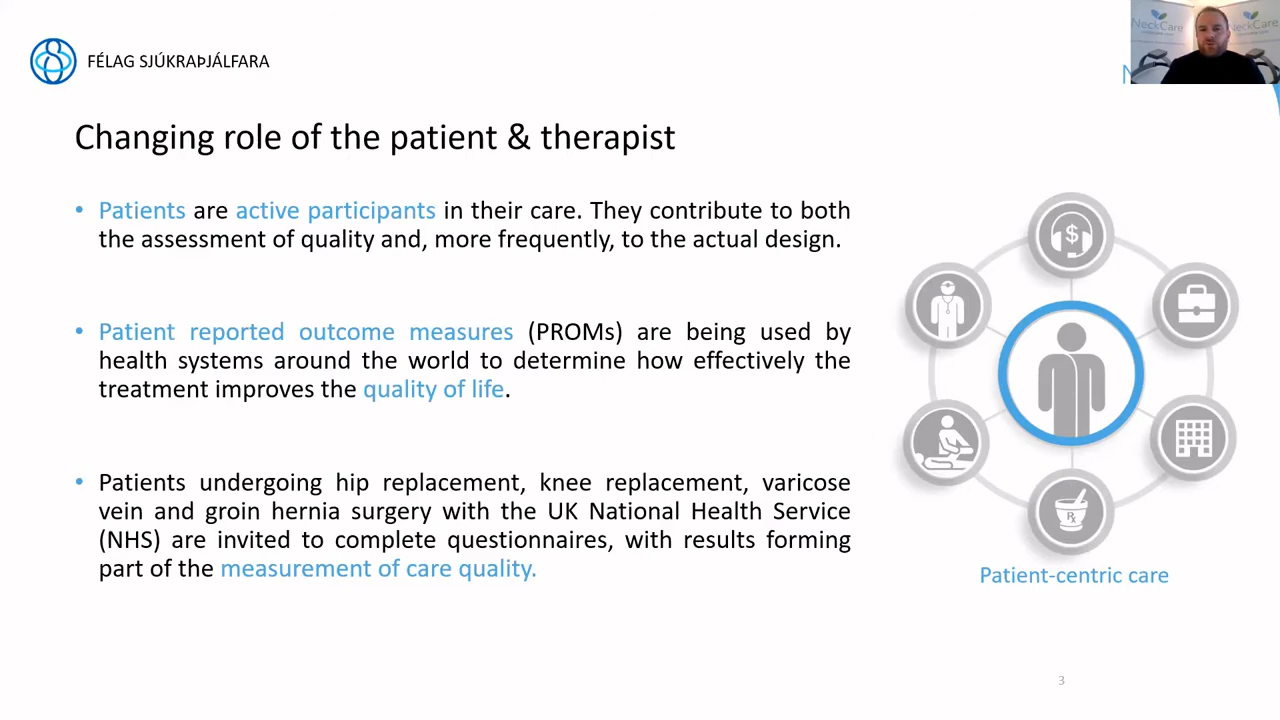 FÉLAG SJÚKRAÞJÁLFARA
NeckCare
NeckCare
Changing role of the patient & therapist
• Patients are active participants in their care. They contribute to both
the assessment of quality and, more frequently, to the actual design.
• Patient reported outcome measures (PROMs) are being used by
health systems around the world to determine how effectively the
treatment improves the quality of life.
• Patients undergoing hip replacement, knee replacement, varicose
vein and groin hernia surgery with the UK National Health Service
(NHS) are invited to complete questionnaires, with results forming
part of the measurement of care quality.
$
Rx
Patient-centric care
3